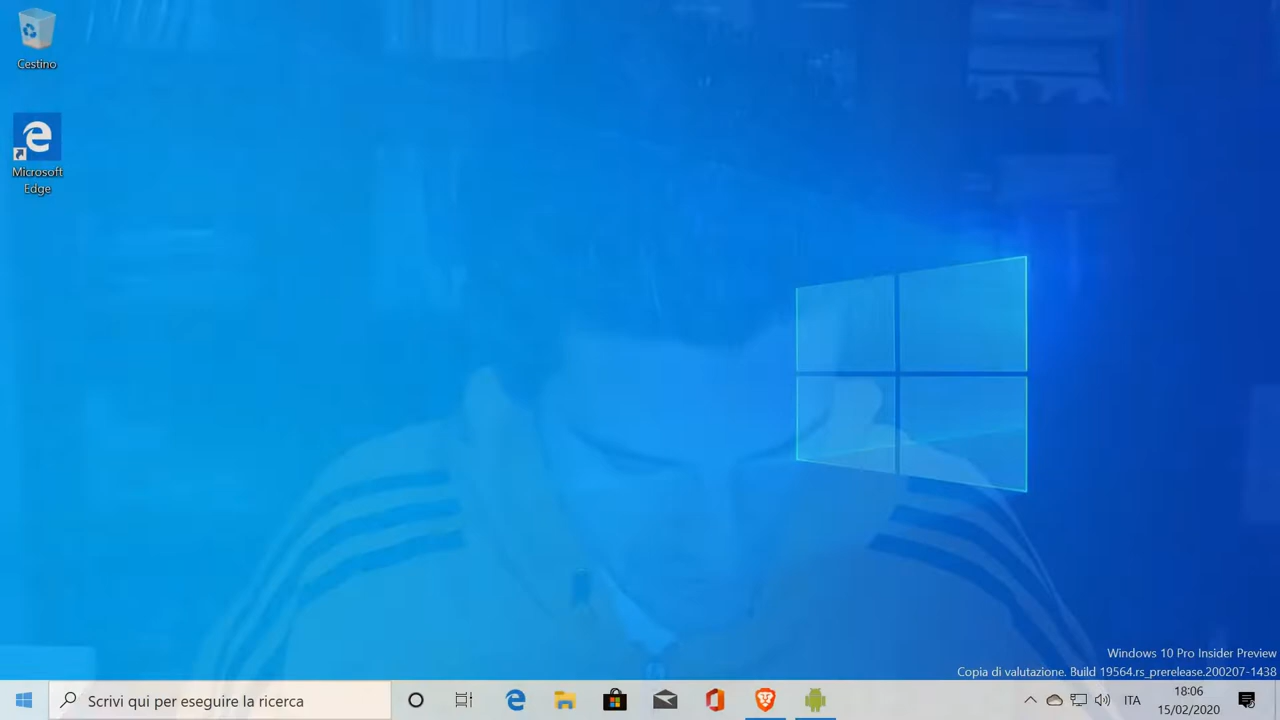 Cestino
Microsoft
Edge
Windows 10 Pro Insider Preview
Copia di valutazione. Build 19564.rs_prerelease.200207-1438
Scrivi qui per eseguire la ricerca
ITA
18:06
15/02/2020